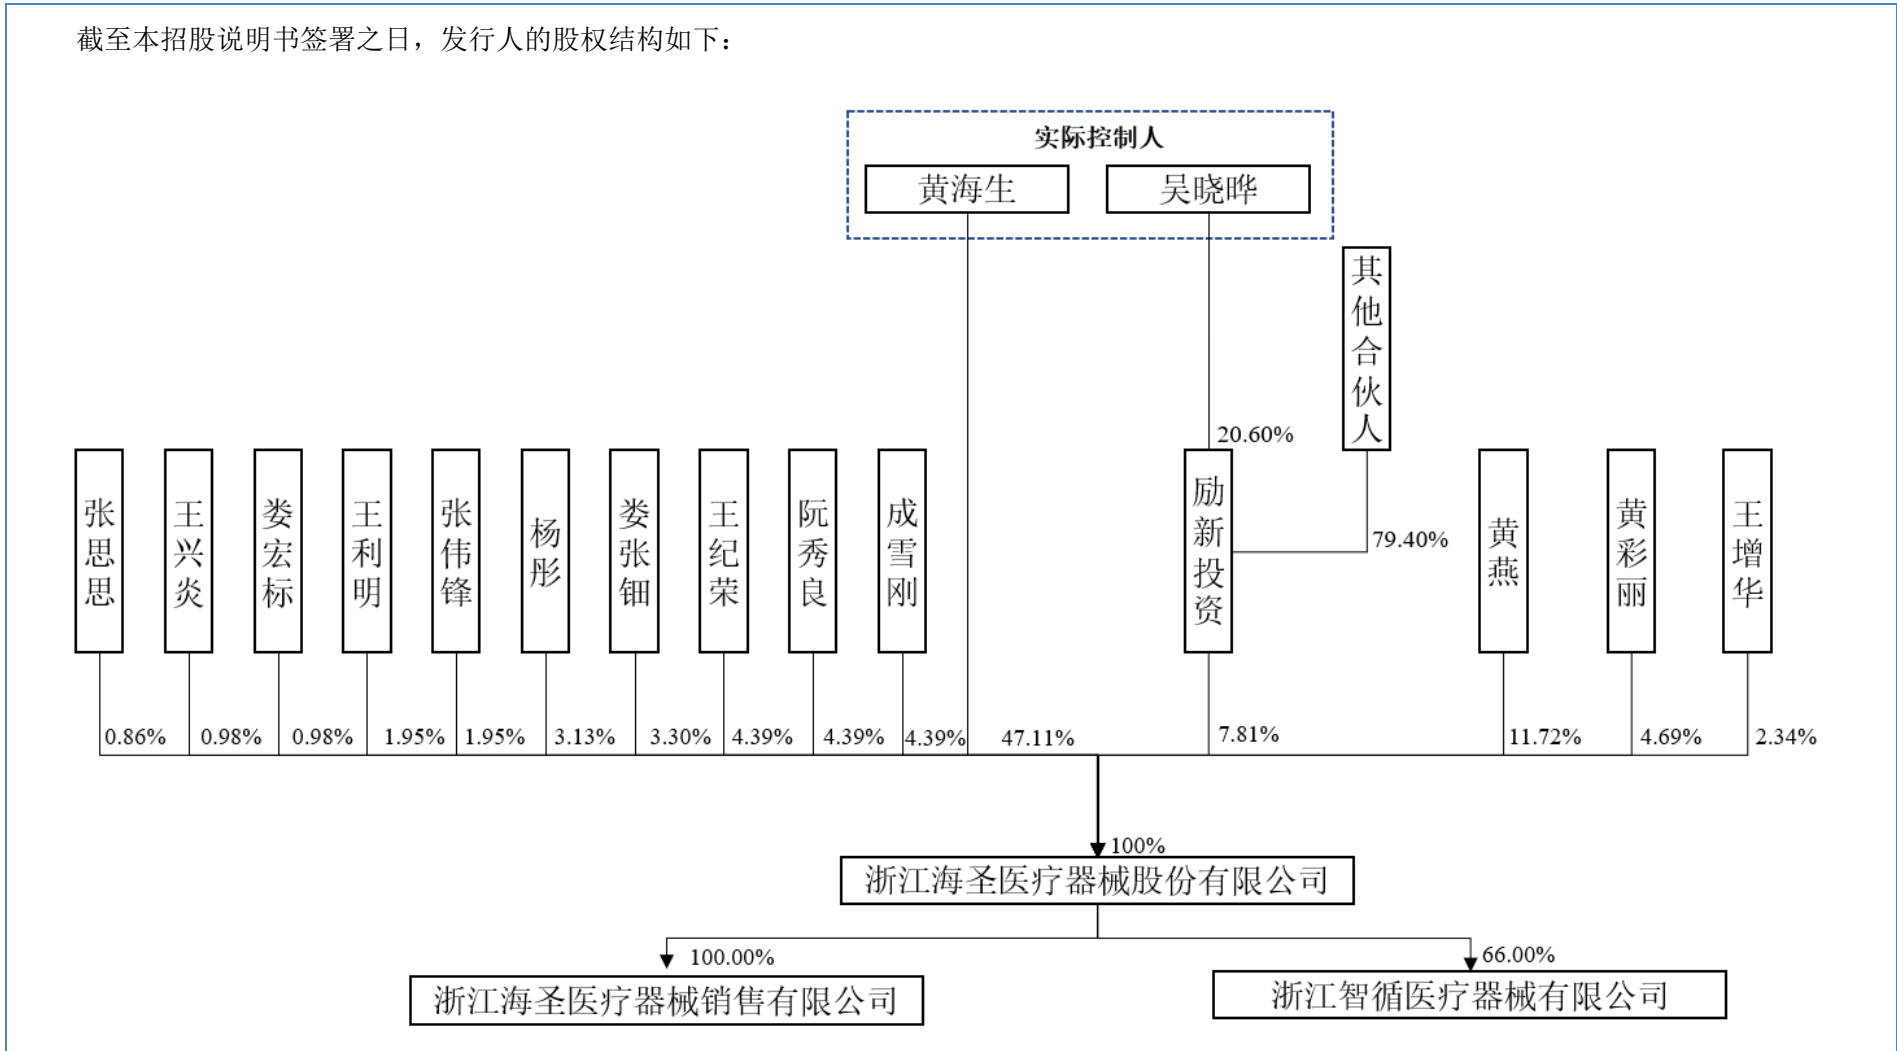 截至本招股说明书签署之日，发行人的股权结构如下：
实际控制人
黄海生
吴晓晔
其他合伙人
20.60%
张思思
王兴炎
娄宏标
王利明
张伟锋
杨彤
娄张钿
王纪荣
阮秀良
成雪刚
励新投资
79.40%
黄燕
黄彩丽
王增华
0.86%
0.98%
0.98%
1.95%
1.95%
3.13%
3.30%
4.39%
4.39%
4.39%
47.11%
7.81%
11.72%
4.69%
2.34%
100%
浙江海圣医疗器械股份有限公司
100.00%
66.00%
浙江海圣医疗器械销售有限公司
浙江智循医疗器械有限公司